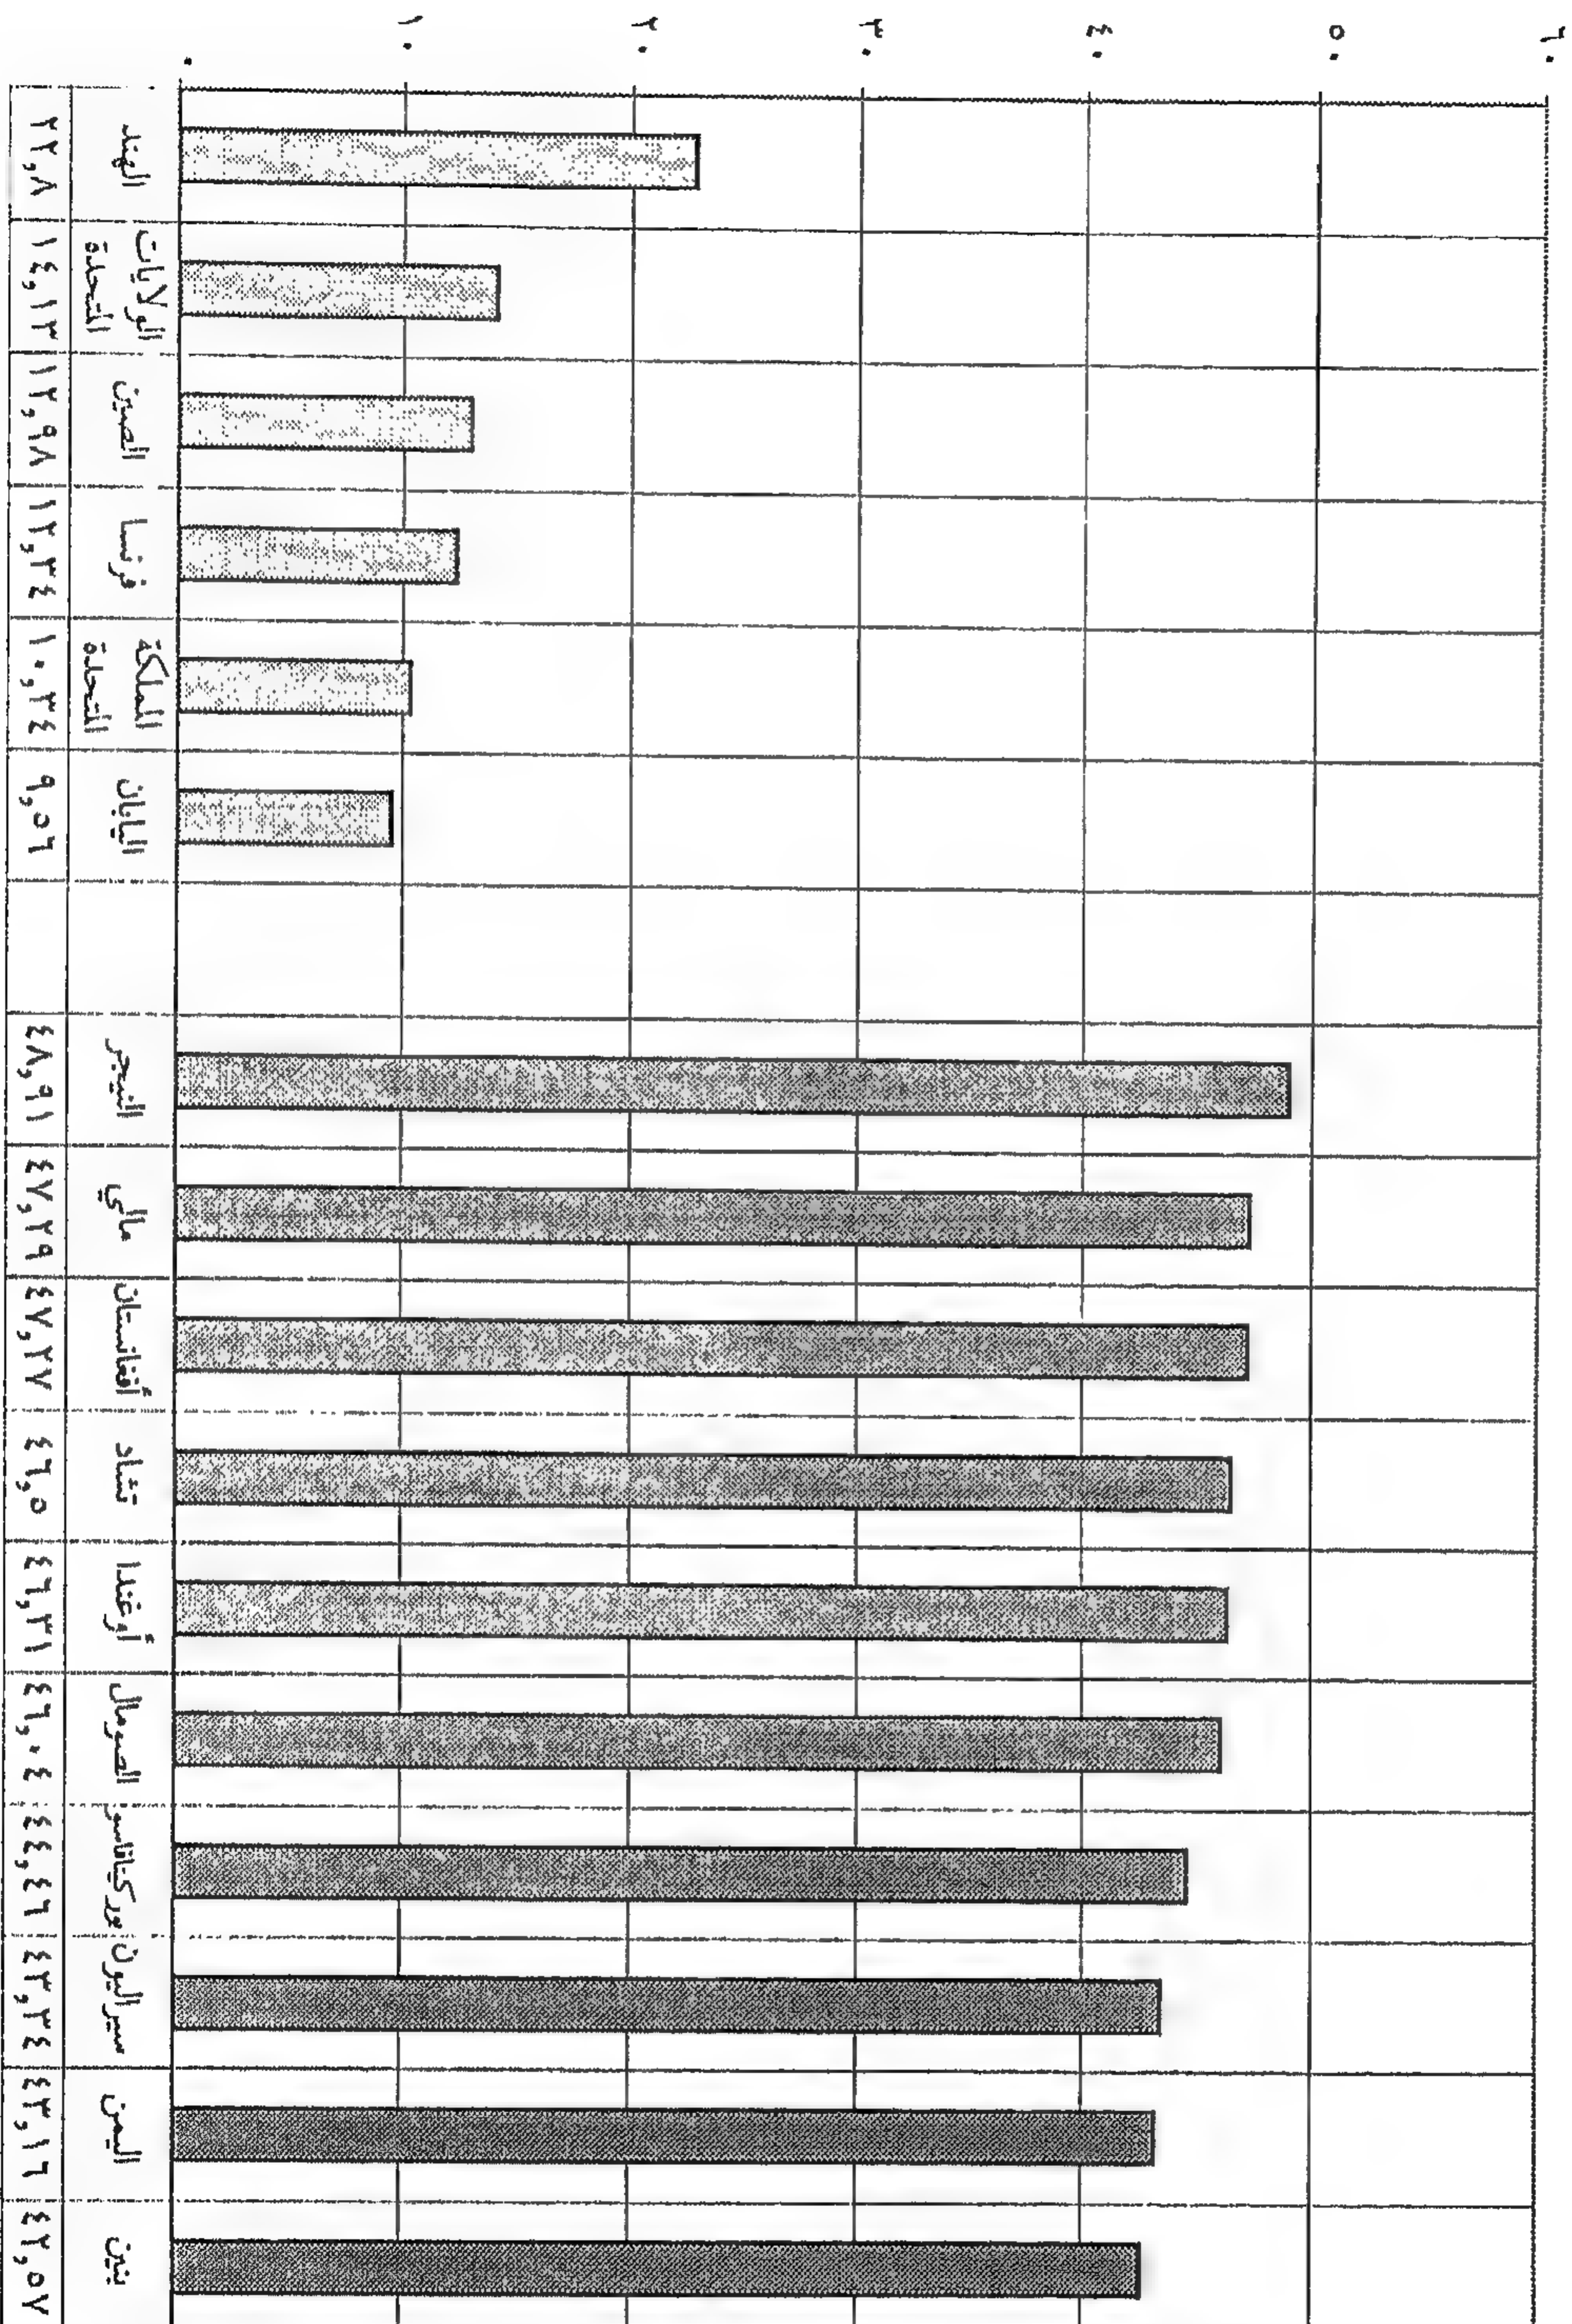 ٦٠
٥٠
٤٠
٣٠
٢٠
١٠
٠
الهند
الولايات
المتحدة
الصين
فرنسا
المملكة
المتحدة
اليابان
النيجر
مالي
أفغانستان
تشاد
أوغندا
الصومال
بوركينافاسو
سيراليون
اليمن
بنين
٢٢,٨
١٤,١٣
١٢,٩٨
١٢,٣٤
١٠,٣٤
٩,٥٦
٤٨,٩١
٤٧,٢٩
٤٧,٢٧
٤٦,٥
٤٦,٣١
٤٦,٠٤
٤٤,٤٦
٤٣,٣٤
٤٣,١٦
٤٢,٥٧